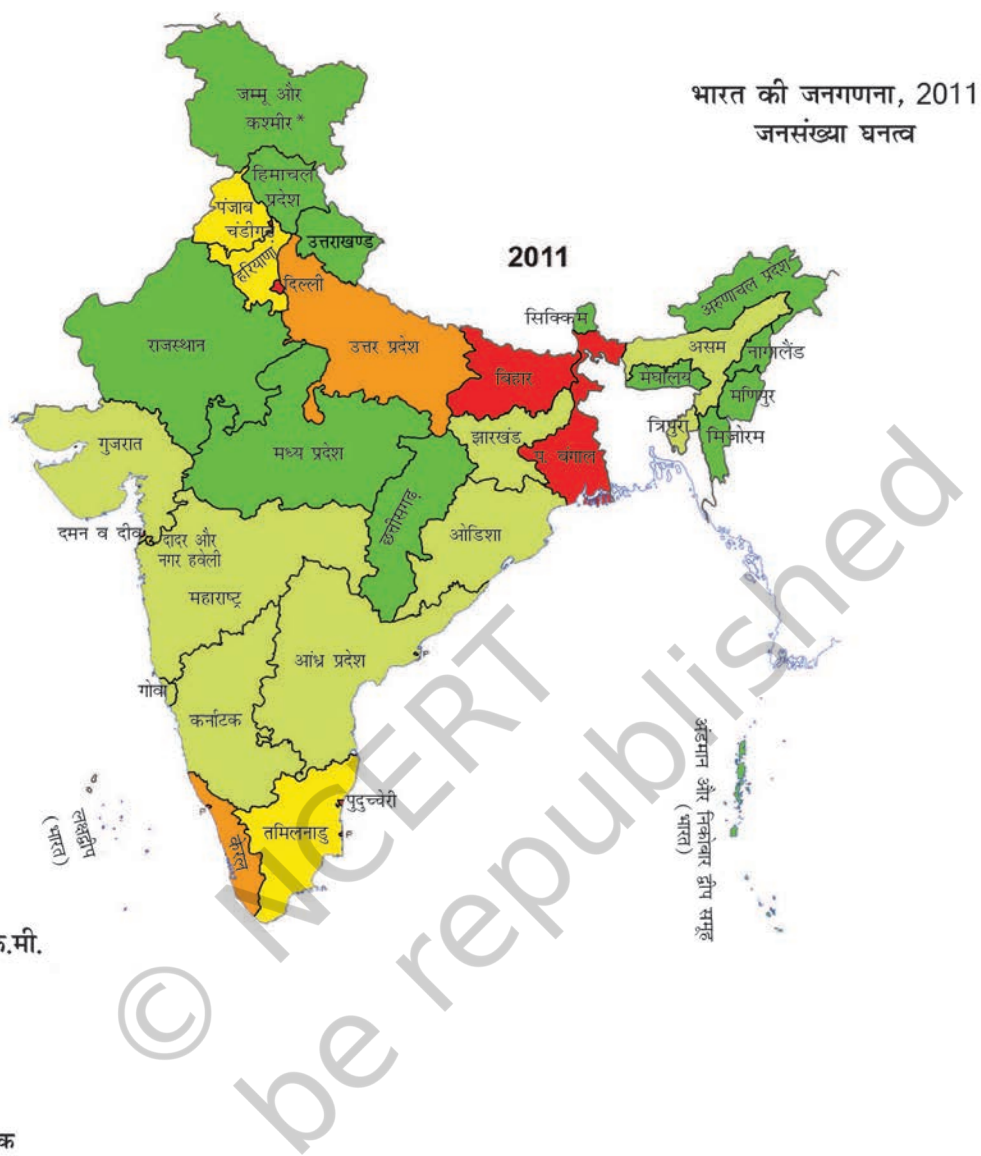 भारत की जनगणना, 2011
जनसंख्या घनत्व
2011
जम्मू और
कश्मीर*
हिमाचल
प्रदेश
पंजाब
चंडीगढ़
उत्तराखण्ड
हरियाणा
दिल्ली
अरुणाचल प्रदेश
सिक्किम
राजस्थान
उत्तर प्रदेश
बिहार
असम
नागालैंड
मेघालय
मणिपुर
त्रिपुरा
मिज़ोरम
गुजरात
मध्य प्रदेश
झारखंड
प. बंगाल
छत्तीसगढ़
दमन व दीव
दादर और
नगर हवेली
ओडिशा
महाराष्ट्र
आंध्र प्रदेश
गोवा
कर्नाटक
अंडमान और निकोबार द्वीप समूह
(भारत)
लक्षद्वीप
(भारत)
पुदुच्चेरी
तमिलनाडु
केरल
क.मी.
क
© NCERT
be republished